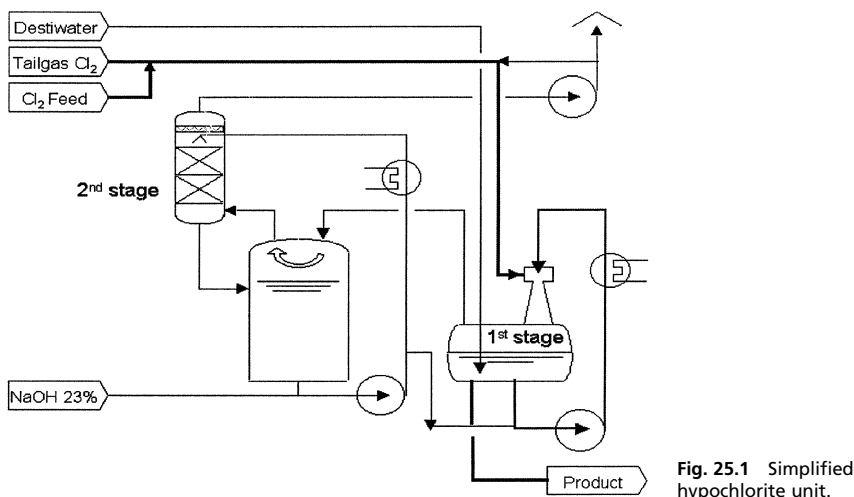 Destiwater
Tailgas Cl₂
Cl₂ Feed
2nd stage
1st stage
NaOH 23%
Product
Fig. 25.1 Simplified
hypochlorite unit.